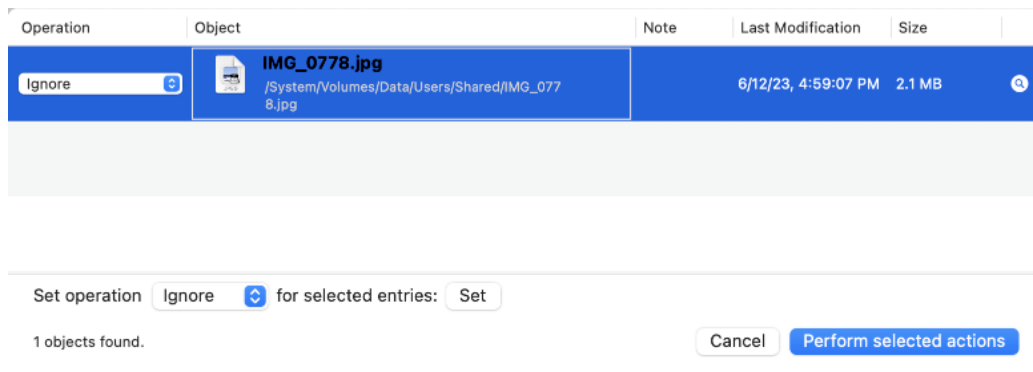 Operation Object Note Last Modification Size
Ignore IMG_0778.jpg 6/12/23, 4:59:07 PM 2.1 MB
/System/Volumes/Data/Users/Shared/IMG_077
8.jpg
Set operation Ignore for selected entries: Set
1 objects found. Cancel Perform selected actions